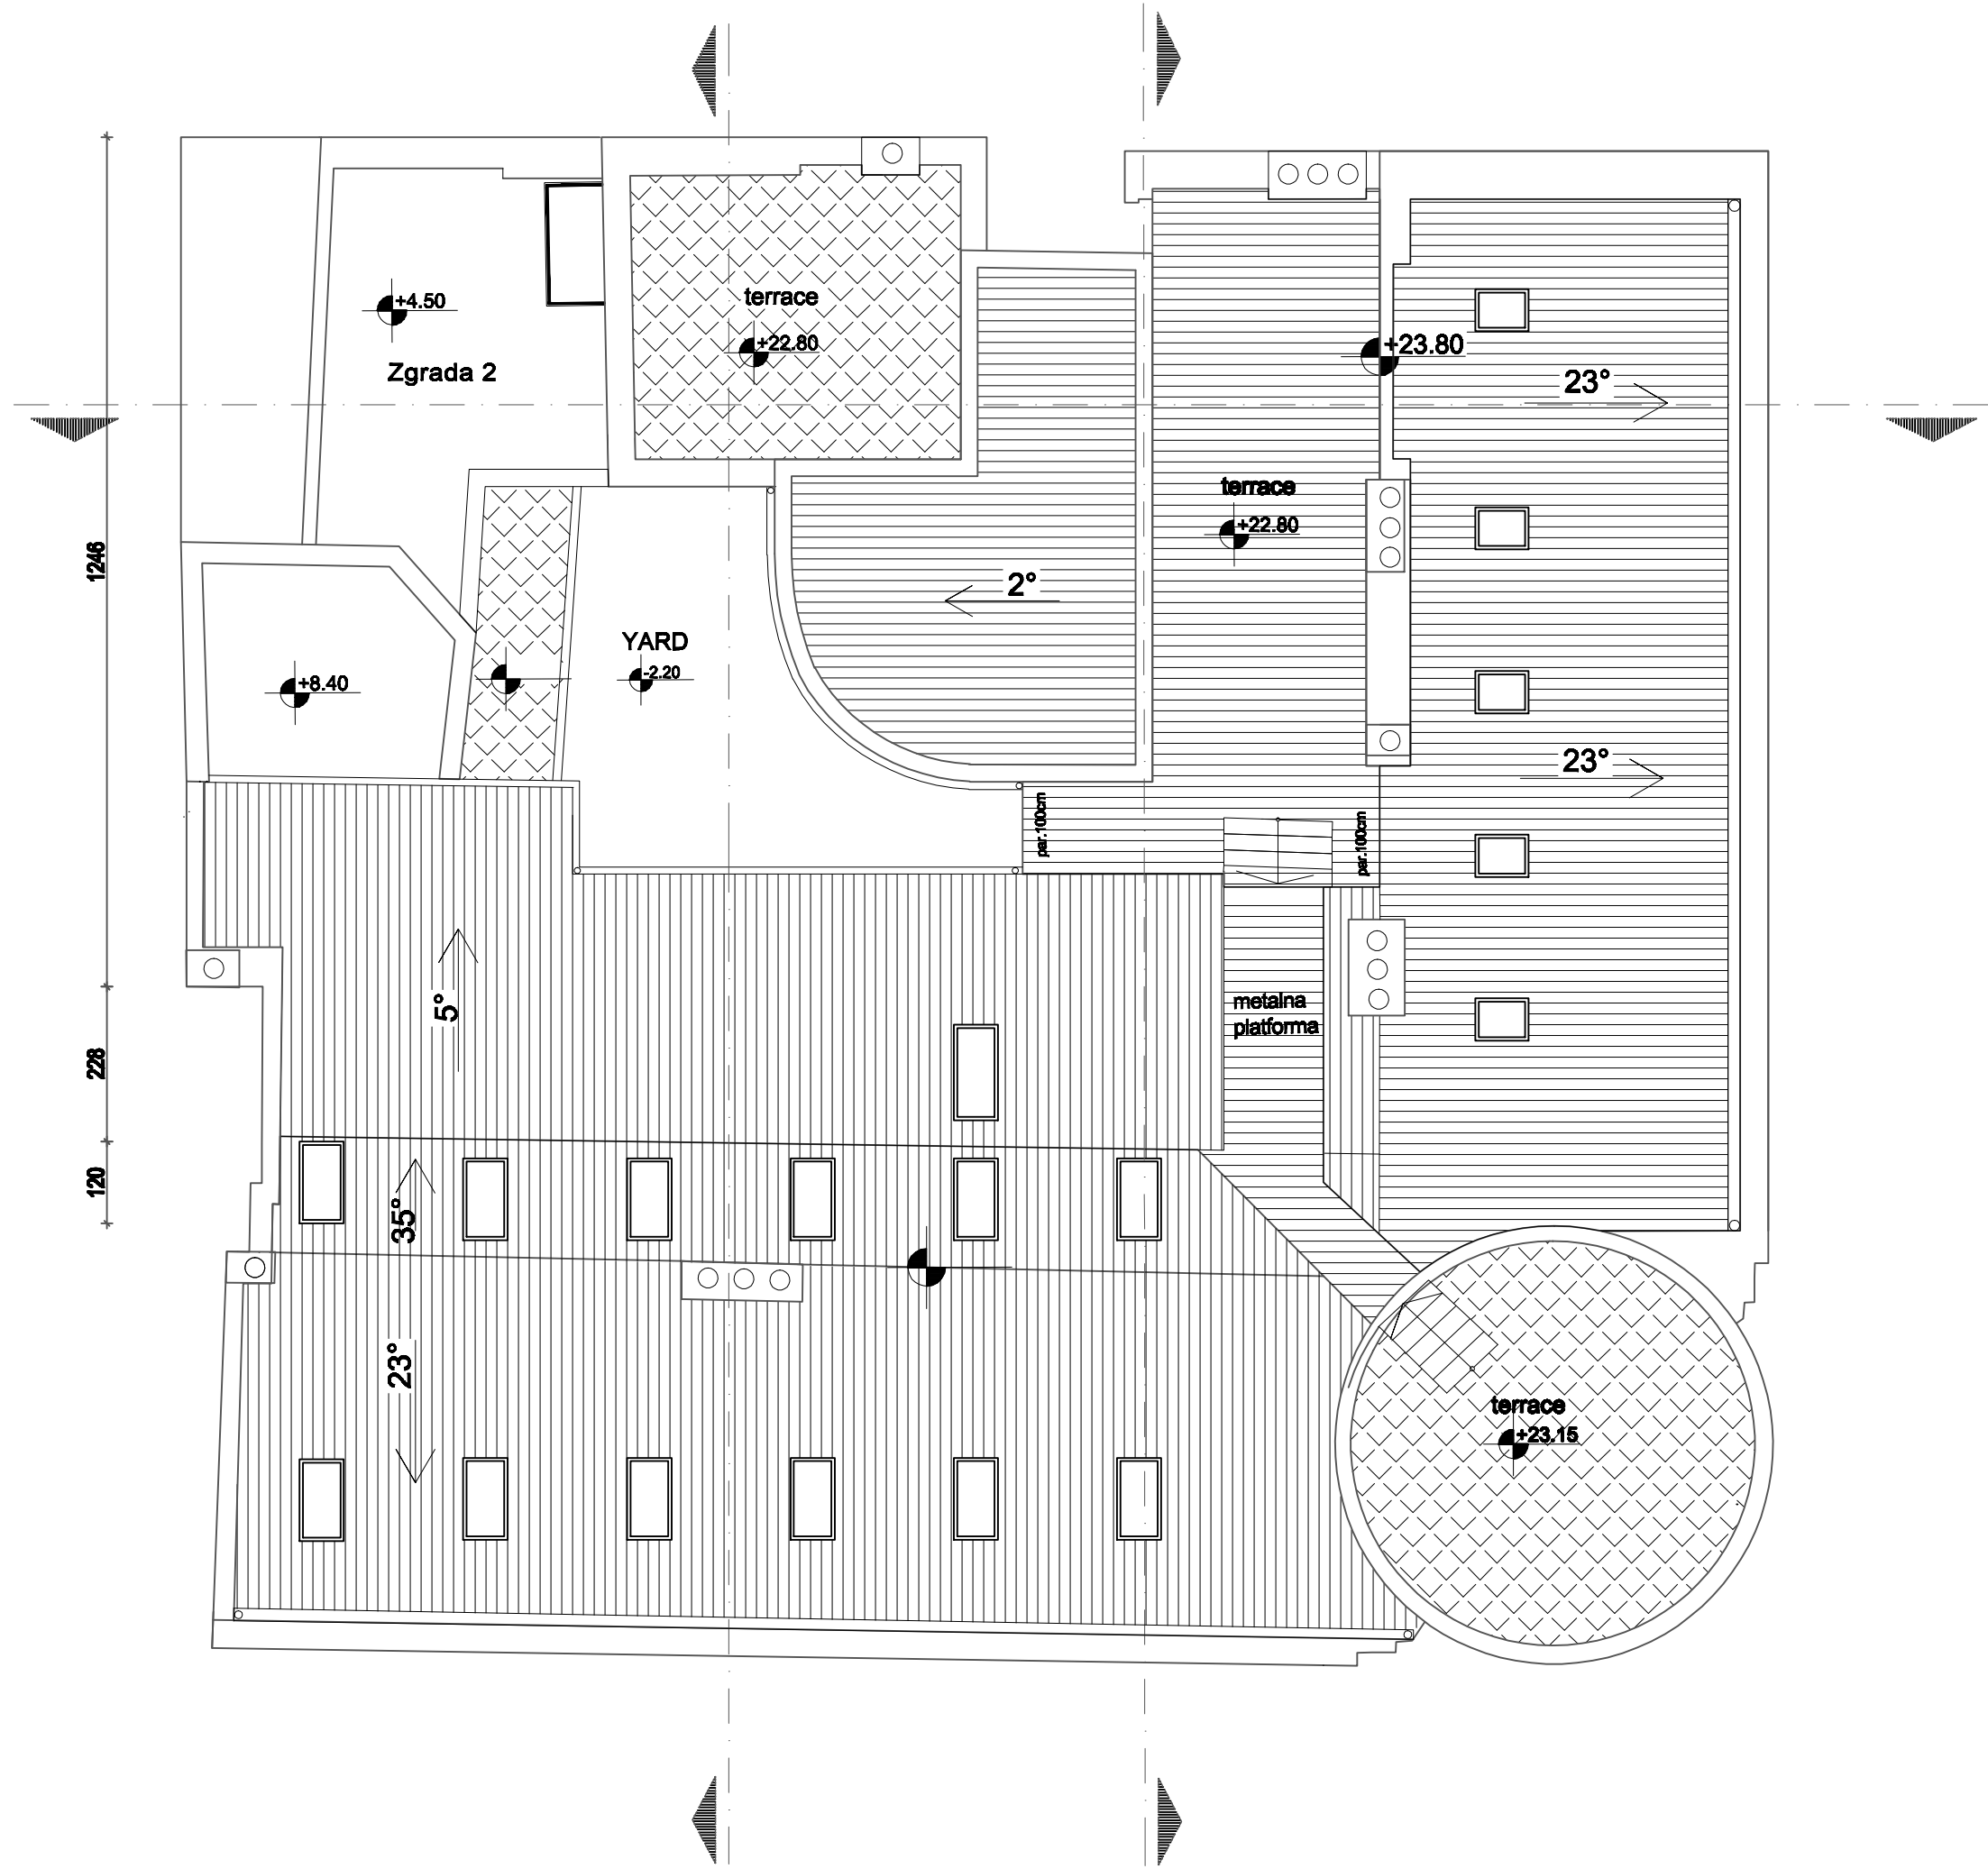 +4.50
Zgrada 2
terrace
+22.80
+23.80
23°
terrace
+22.80
1246
2°
YARD
-2.20
+8.40
23°
par.100cm
par.100cm
5°
metalna
platforma
228
120
35°
23°
terrace
+23.15